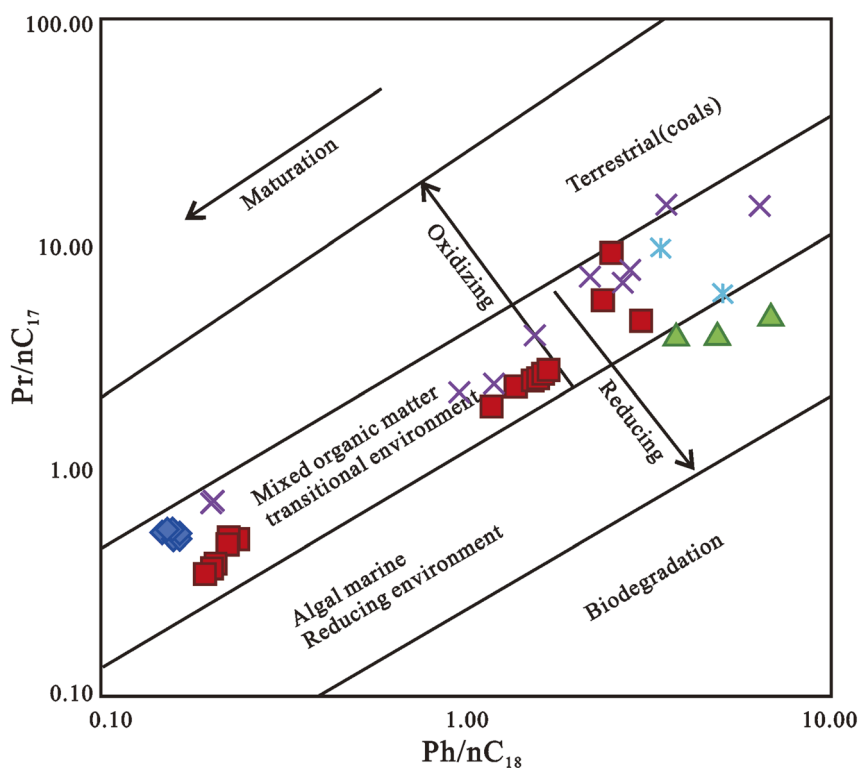 100.00
10.00
1.00
0.10
Pr/nC₁₇
Maturation
Terrestrial(coals)
Oxidizing
Reducing
Mixed organic matter
transitional environment
Algal marine
Reducing environment
Biodegradation
0.10
1.00
10.00
Ph/nC₁₈